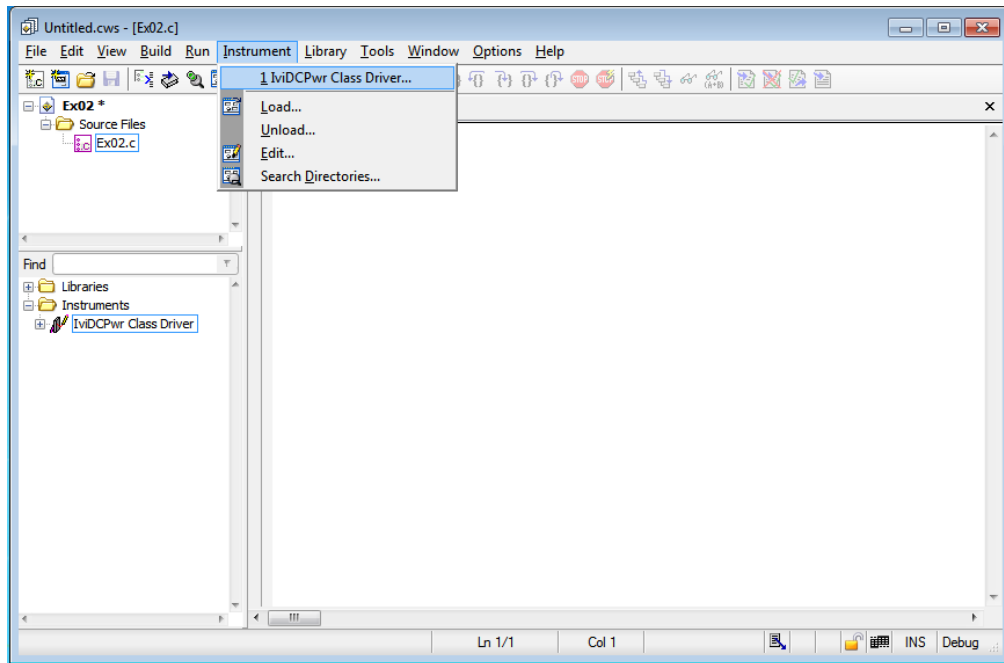 Untitled.cws - [Ex02.c]
File Edit View Build Run Instrument Library Tools Window Options Help
1 IviDCPwr Class Driver...
Load...
Unload...
Edit...
Search Directories...
Ex02 *
Source Files
Ex02.c
Find
Libraries
Instruments
IviDCPwr Class Driver
Ln 1/1 Col 1 INS Debug